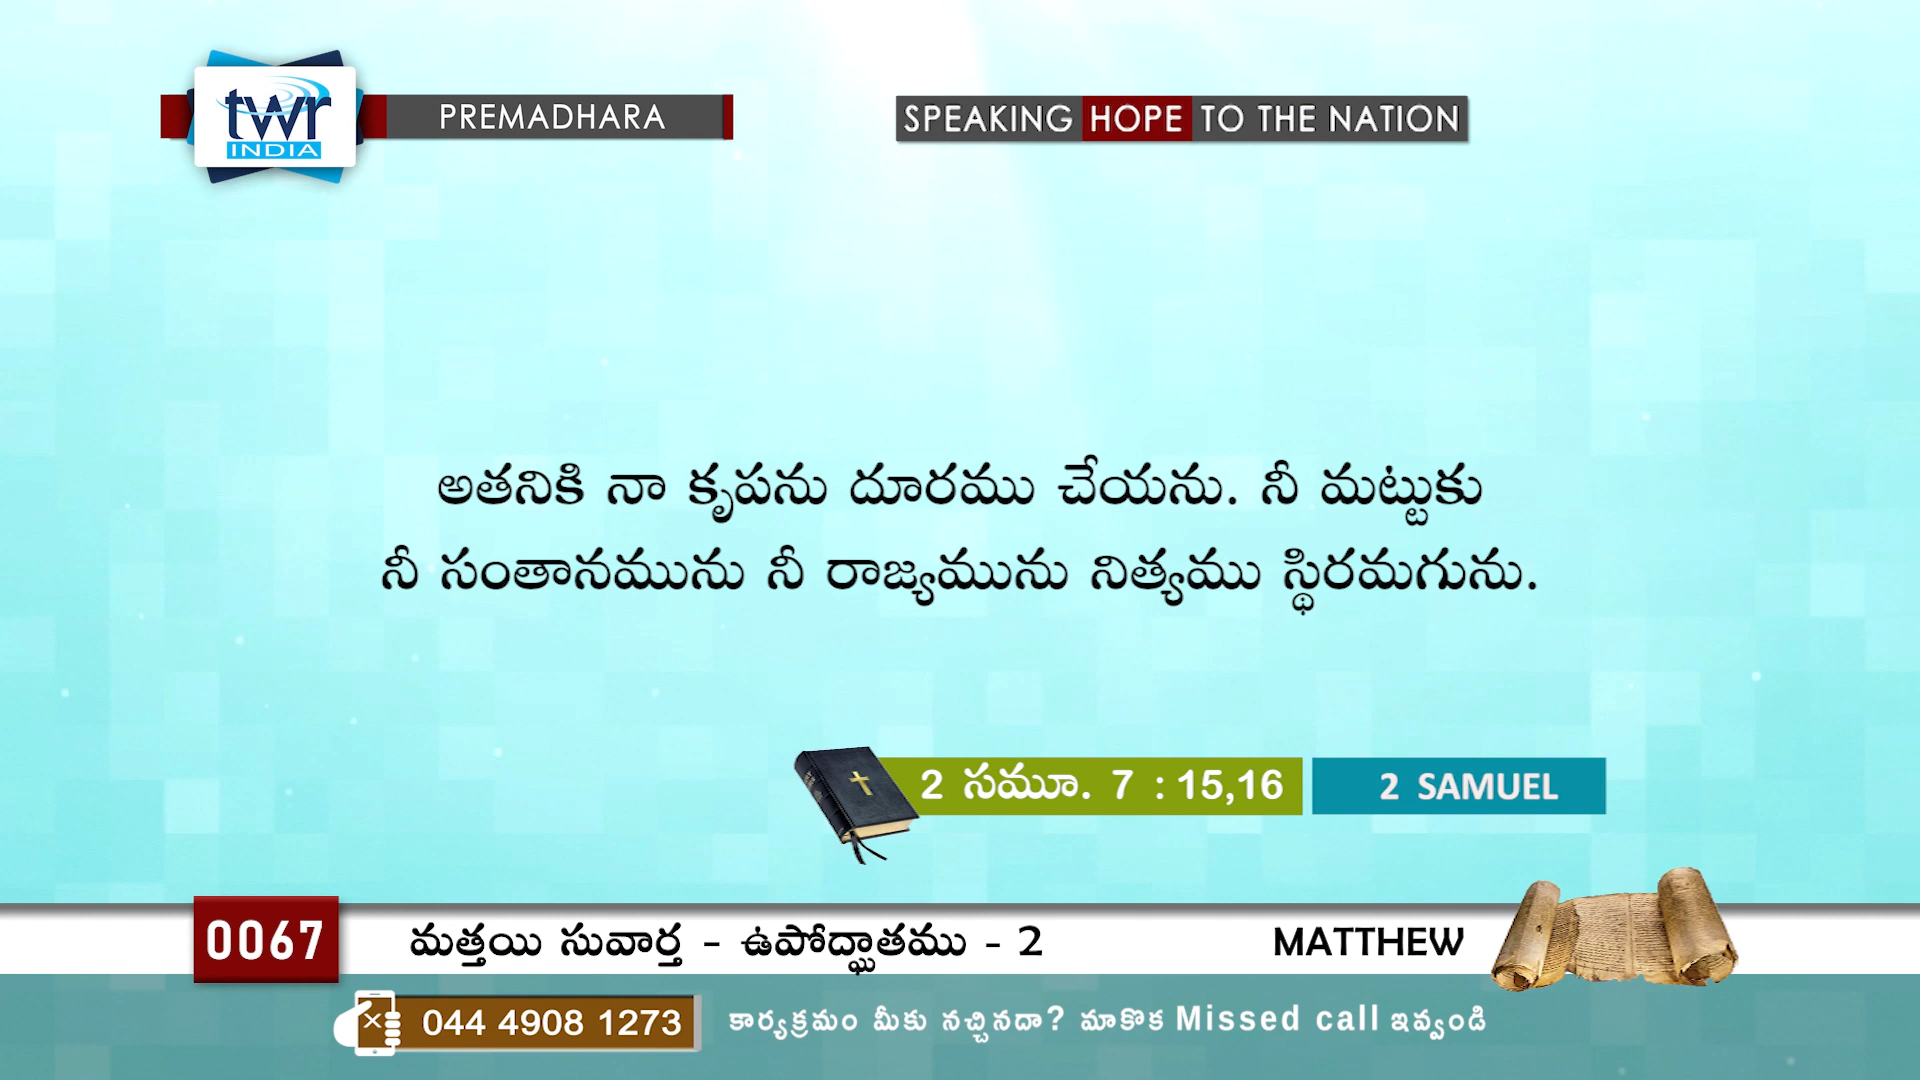 twr
INDIA
PREMADHARA
SPEAKING HOPE TO THE NATION
అతనికి నా కృపను దూరము చేయను. నీ మట్టుకు
నీ సంతానమును నీ రాజ్యమును నిత్యము స్థిరమగును.
2 సమూ. 7 : 15,16
2 SAMUEL
0067
మత్తయి సువార్త - ఉపోద్ఘాతము - 2
MATTHEW
044 4908 1273
కార్యక్రమం మీకు నచ్చినదా? మాకొక Missed call ఇవ్వండి